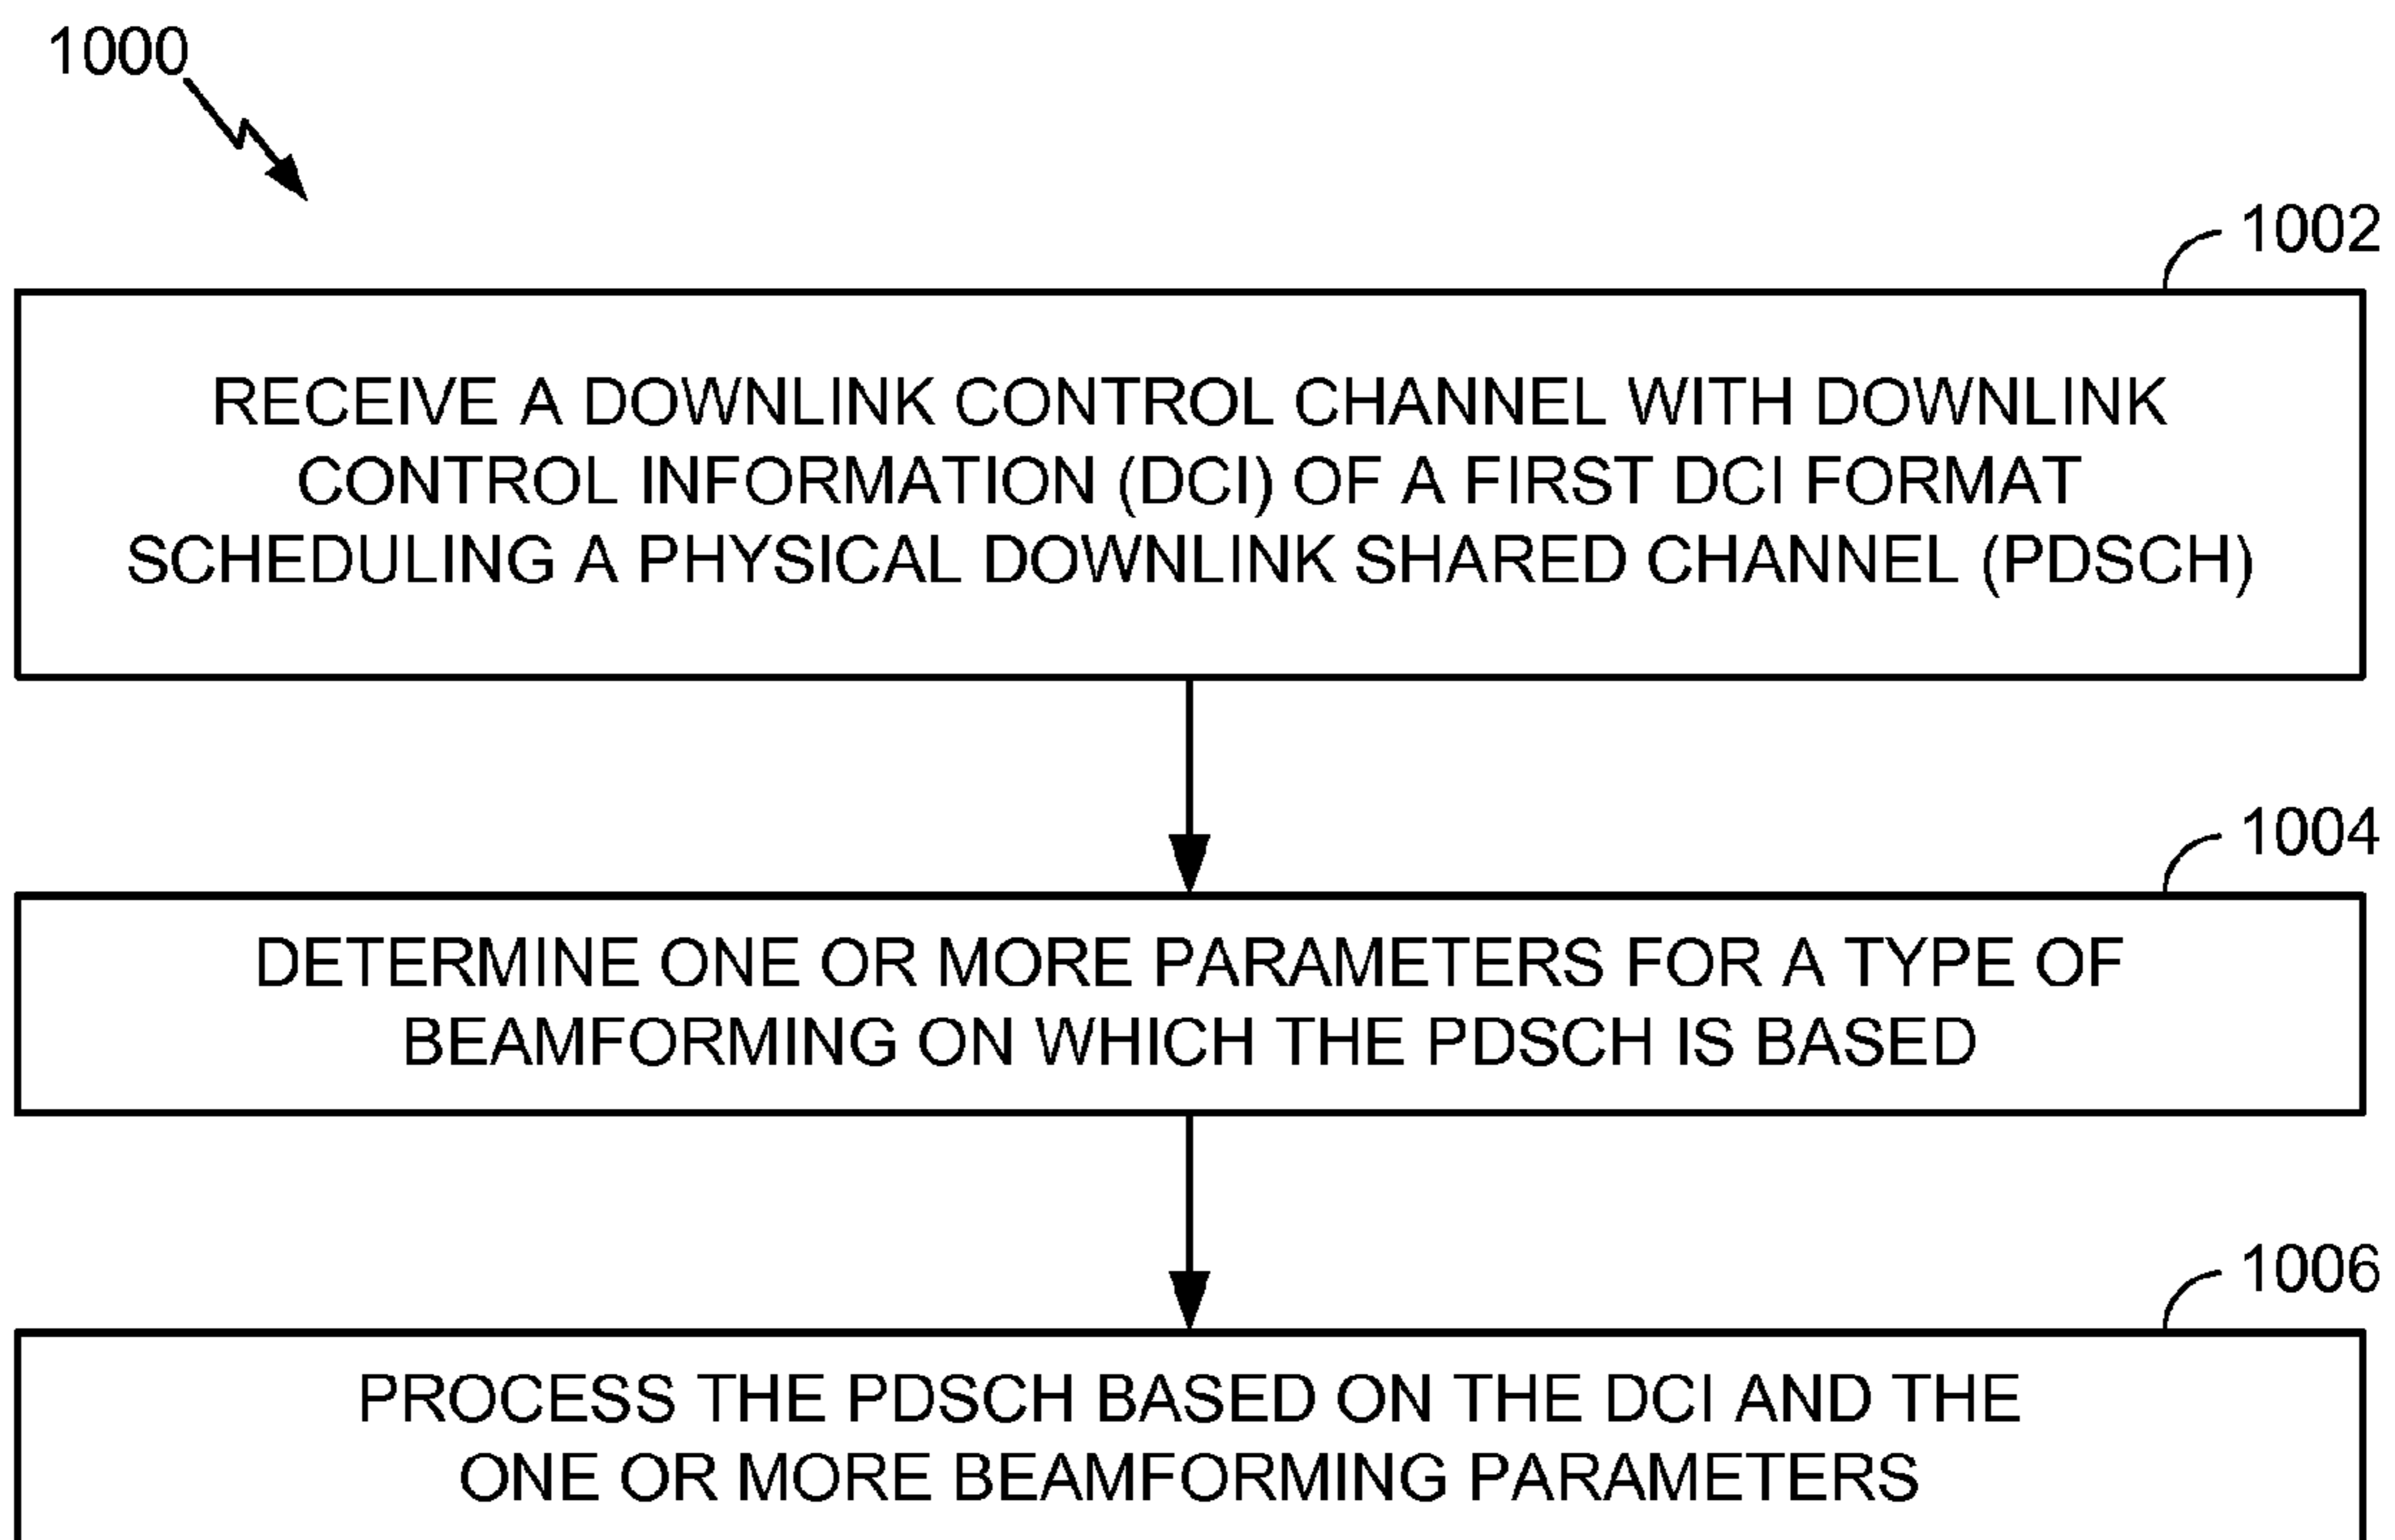 1000
1002
RECEIVE A DOWNLINK CONTROL CHANNEL WITH DOWNLINK
CONTROL INFORMATION (DCI) OF A FIRST DCI FORMAT
SCHEDULING A PHYSICAL DOWNLINK SHARED CHANNEL (PDSCH)
1004
DETERMINE ONE OR MORE PARAMETERS FOR A TYPE OF
BEAMFORMING ON WHICH THE PDSCH IS BASED
1006
PROCESS THE PDSCH BASED ON THE DCI AND THE
ONE OR MORE BEAMFORMING PARAMETERS